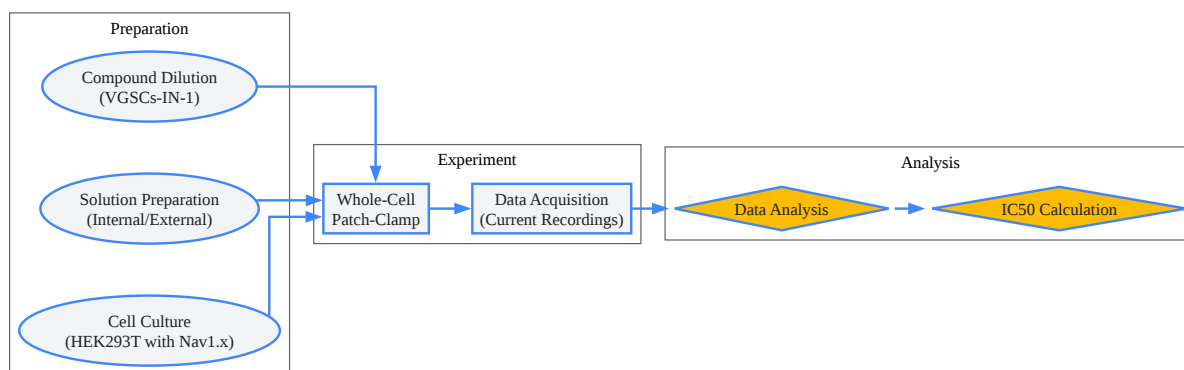 Preparation
Compound Dilution
(VGSCs-IN-1)
Solution Preparation
(Internal/External)
Cell Culture
(HEK293T with Nav1.x)
Experiment
Whole-Cell
Patch-Clamp
Data Acquisition
(Current Recordings)
Analysis
Data Analysis
IC50 Calculation